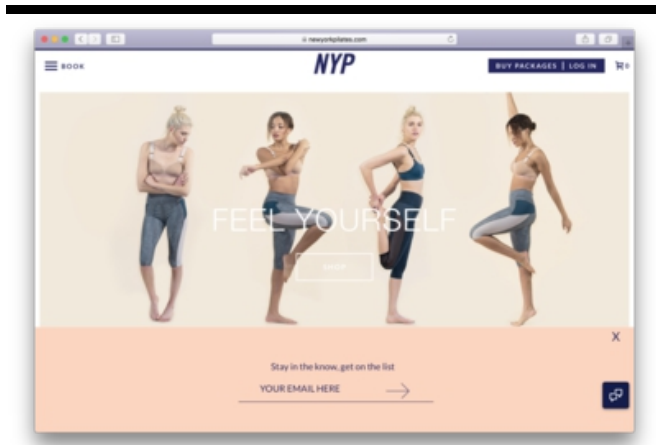 newyorkpilates.com
BOOK
NYP
BUY PACKAGES | LOG IN
0
FEEL YOURSELF
SHOP
X
Stay in the know, get on the list
YOUR EMAIL HERE